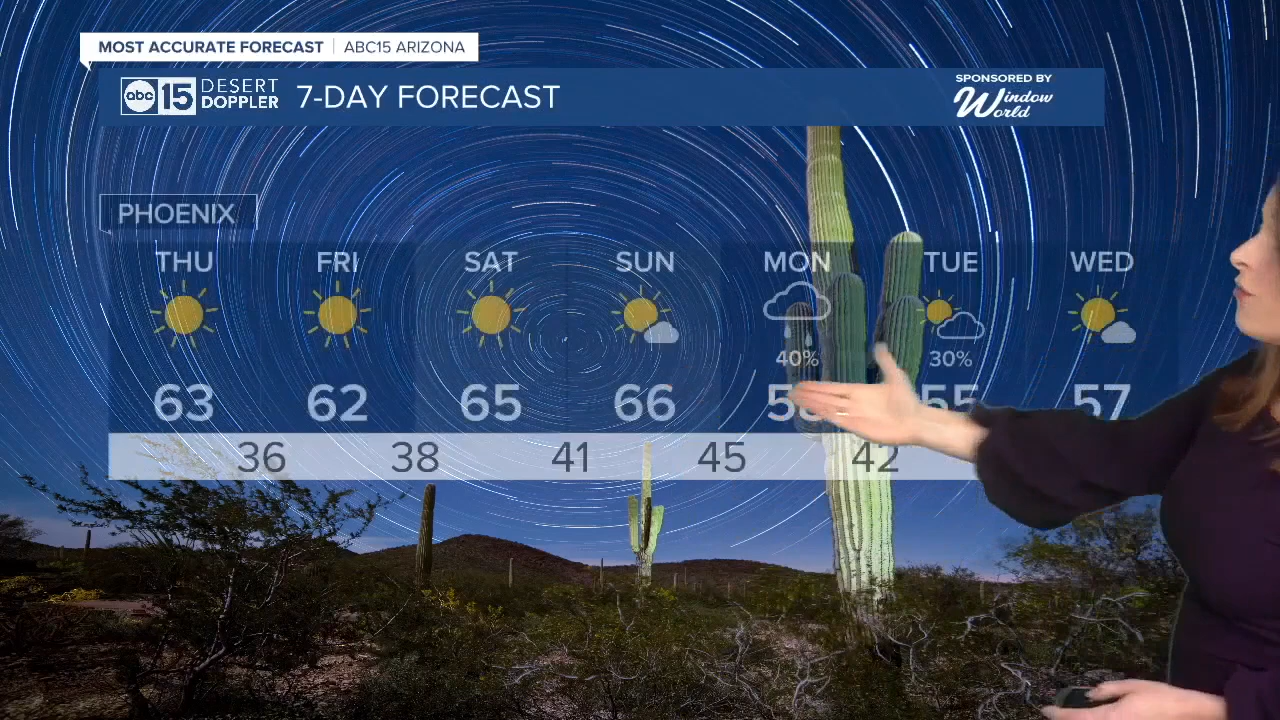 MOST ACCURATE FORECAST | ABC15 ARIZONA
abc 15 DESERT DOPPLER 7-DAY FORECAST
SPONSORED BY
Window World
PHOENIX
THU FRI SAT SUN MON TUE WED
40% 30%
63 62 65 66 55 57
36 38 41 45 42